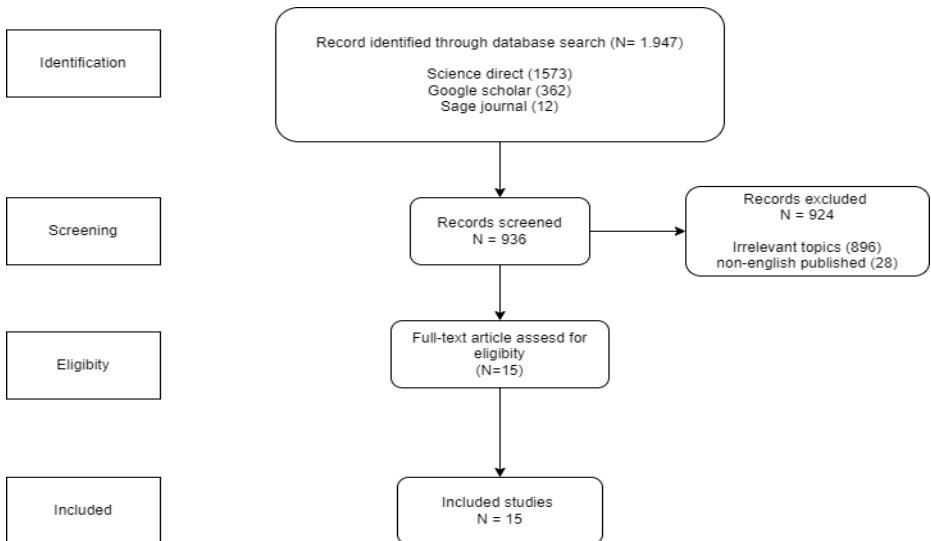 Identification
Record identified through database search (N= 1.947)
Science direct (1573)
Google scholar (362)
Sage journal (12)
Screening
Records screened
N = 936
Records excluded
N = 924
Irrelevant topics (896)
non-english published (28)
Eligibity
Full-text article assesd for
eligibity
(N=15)
Included
Included studies
N = 15